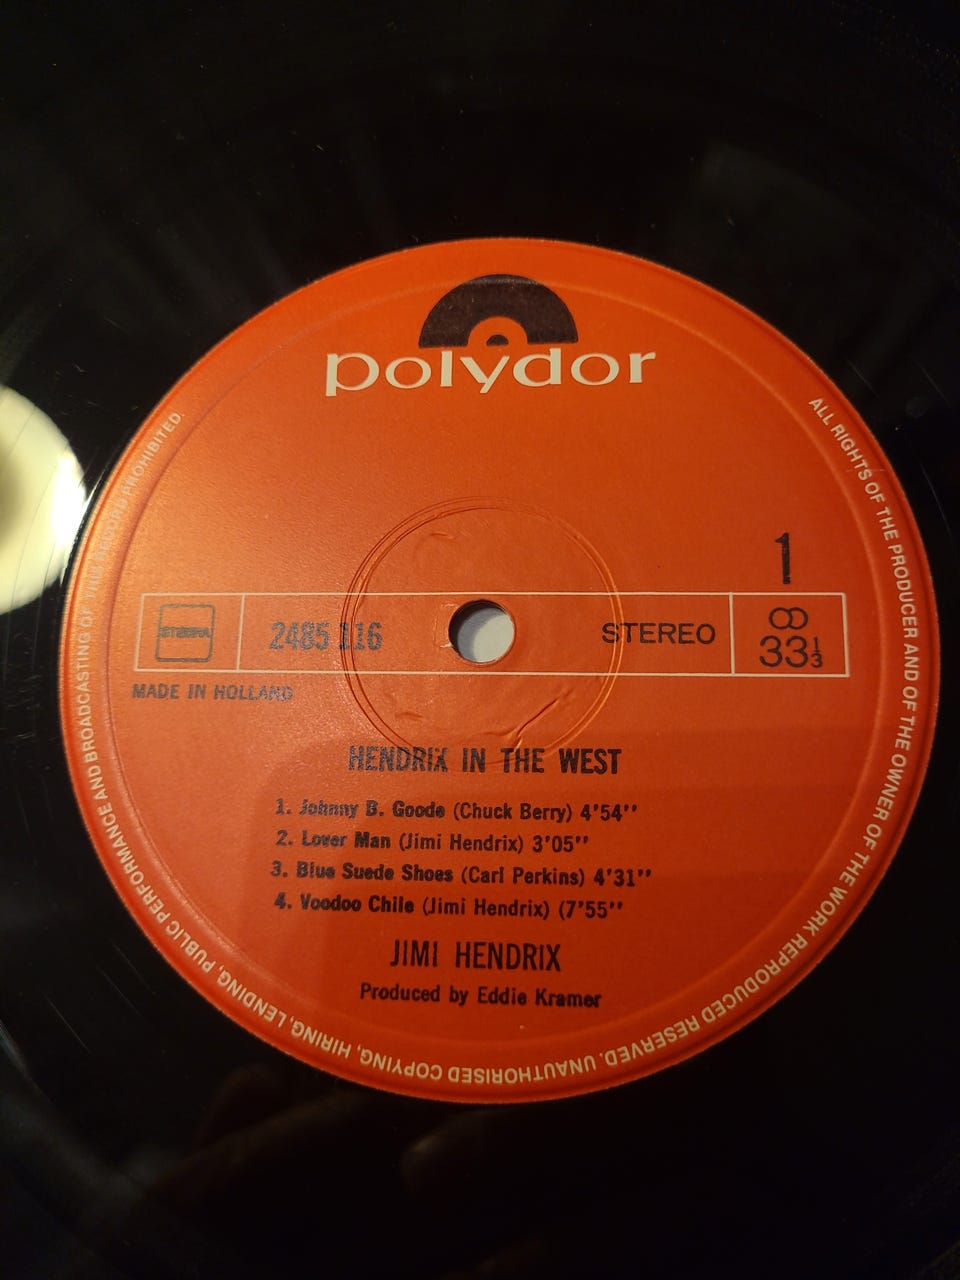 polydor
1
STEMRA
2485 116
STEREO
33⅓
MADE IN HOLLAND
HENDRIX IN THE WEST
1. Johnny B. Goode (Chuck Berry) 4'54''
2. Lover Man (Jimi Hendrix) 3'05''
3. Blue Suede Shoes (Carl Perkins) 4'31''
4. Voodoo Chile (Jimi Hendrix) (7'55''
JIMI HENDRIX
Produced by Eddie Kramer
ALL RIGHTS OF THE PRODUCER AND OF THE OWNER OF THE WORK REPRODUCED RESERVED. UNAUTHORISED COPYING, HIRING, LENDING, PUBLIC PERFORMANCE AND BROADCASTING OF THIS RECORD PROHIBITED.